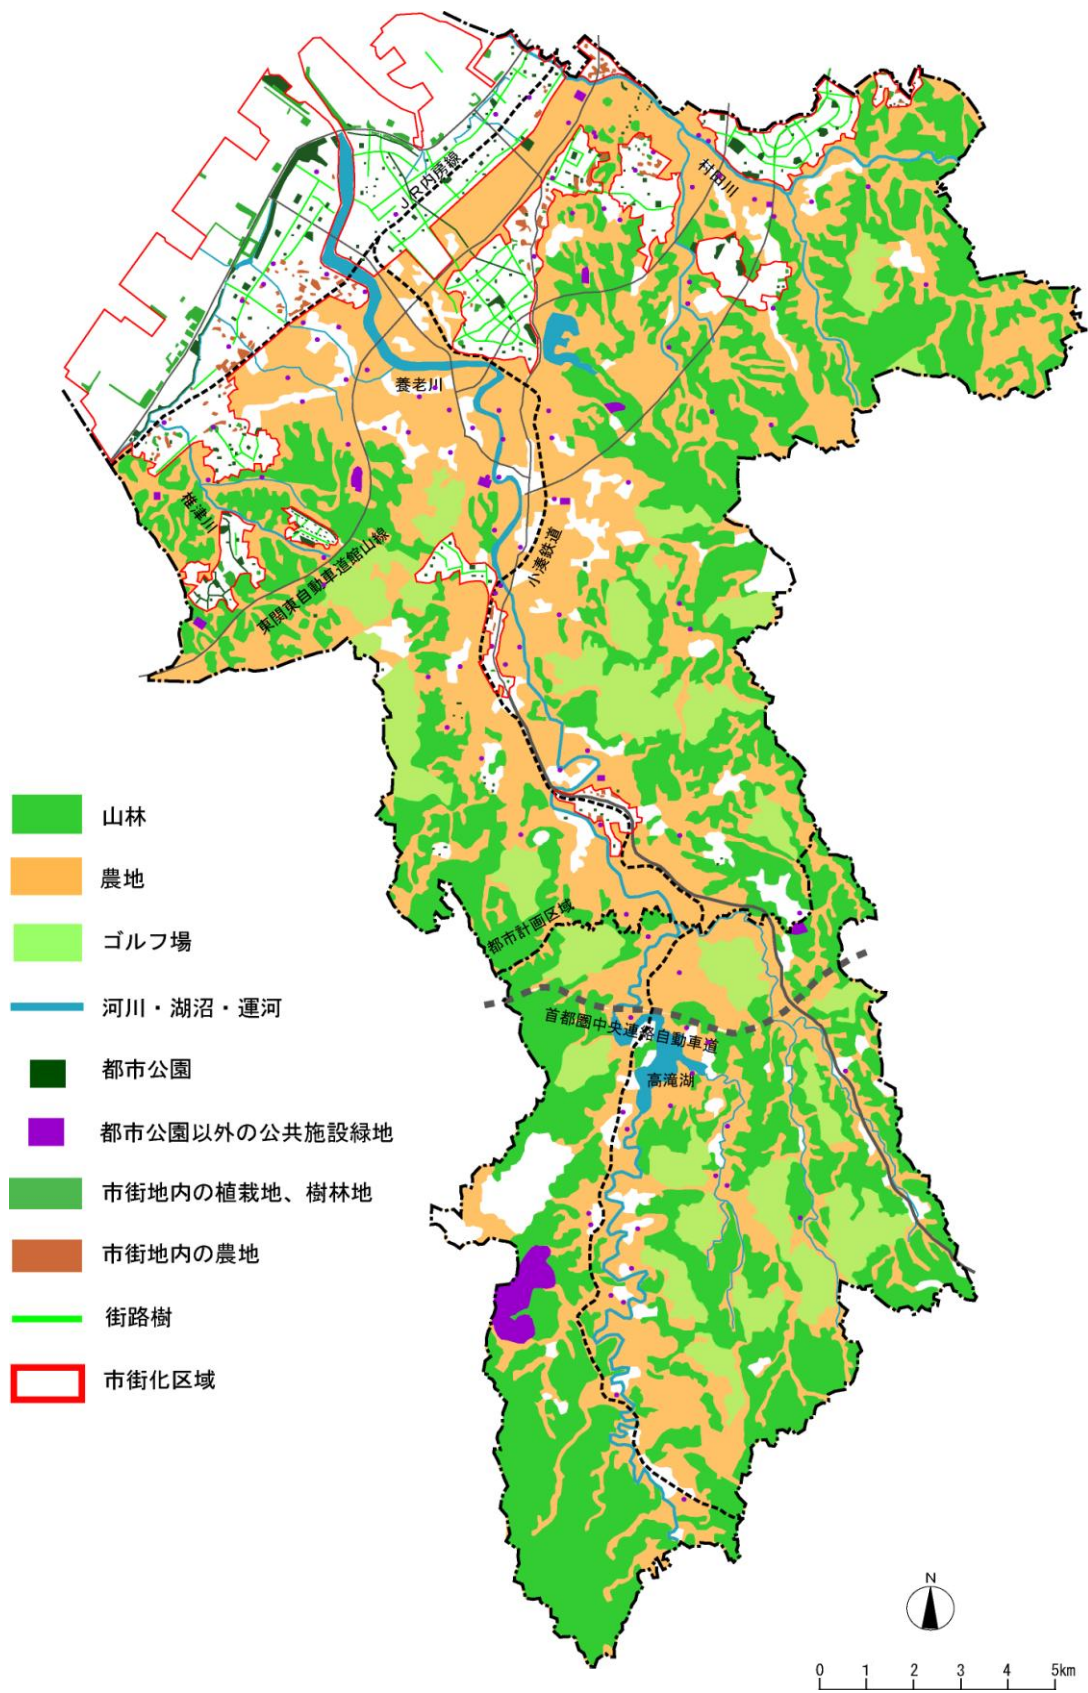 JR内房線
村田川
養老川
椎津川
東関東自動車道館山線
小湊鉄道
山林
農地
ゴルフ場
河川・湖沼・運河
都市公園
都市公園以外の公共施設緑地
市街地内の植栽地、樹林地
市街地内の農地
街路樹
市街化区域
都市計画区域
首都圏中央連絡自動車道
高滝湖
N
0 1 2 3 4 5km